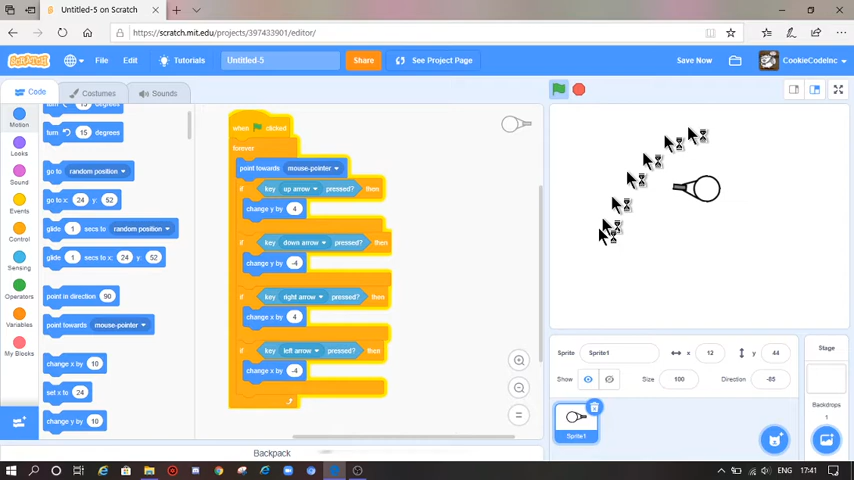 Untitled-5 on Scratch
https://scratch.mit.edu/projects/397433901/editor/
SCRATCH
File
Edit
Tutorials
Untitled-5
Share
See Project Page
Save Now
CookieCodeInc
Code
Costumes
Sounds
Motion
Looks
Sound
Events
Control
Sensing
Operators
Variables
My Blocks
turn 15 degrees
turn 15 degrees
go to random position
go to x: 24 y: 52
glide 1 secs to random position
glide 1 secs to x: 24 y: 52
point in direction 90
point towards mouse-pointer
change x by 10
set x to 24
change y by 10
when clicked
forever
point towards mouse-pointer
if key up arrow pressed? then
change y by 4
if key down arrow pressed? then
change y by -4
if key right arrow pressed? then
change x by 4
if key left arrow pressed? then
change x by -4
Backpack
Sprite Sprite1 x 12 y 44
Show Size 100 Direction -85
Sprite1
Stage
Backdrops
1
ENG 17:41